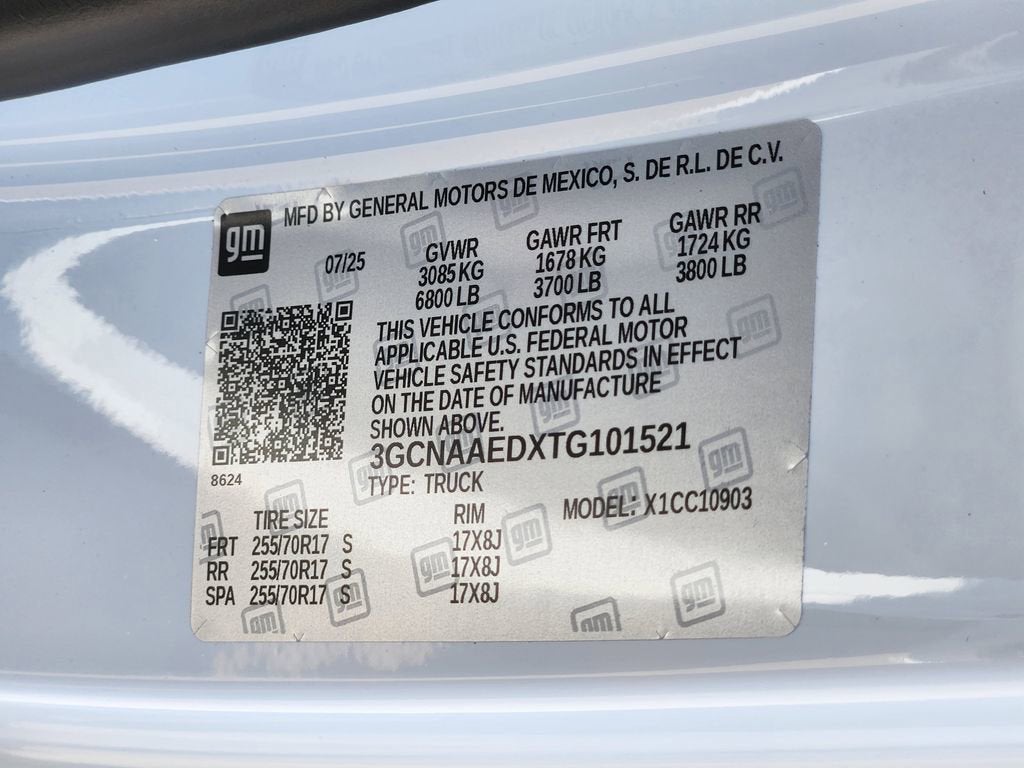 gm
MFD BY GENERAL MOTORS DE MEXICO, S. DE R.L. DE C.V.
07/25
GVWR GAWR FRT GAWR RR
3085 KG 1678 KG 1724 KG
6800 LB 3700 LB 3800 LB
THIS VEHICLE CONFORMS TO ALL
APPLICABLE U.S. FEDERAL MOTOR
VEHICLE SAFETY STANDARDS IN EFFECT
ON THE DATE OF MANUFACTURE
SHOWN ABOVE.
3GCNAAEDXTG101521
8624
TYPE: TRUCK
MODEL: X1CC10903
TIRE SIZE RIM
FRT 255/70R17 S 17X8J
RR 255/70R17 S 17X8J
SPA 255/70R17 S 17X8J